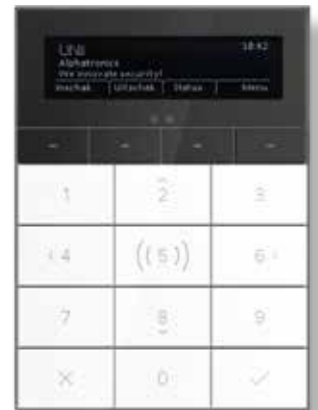 UNii 18:42
Alphatronics
We innovate security!
Inschak. Uitschak. Status Menu
1 2 3
4 ((5)) 6
7 8 9
0